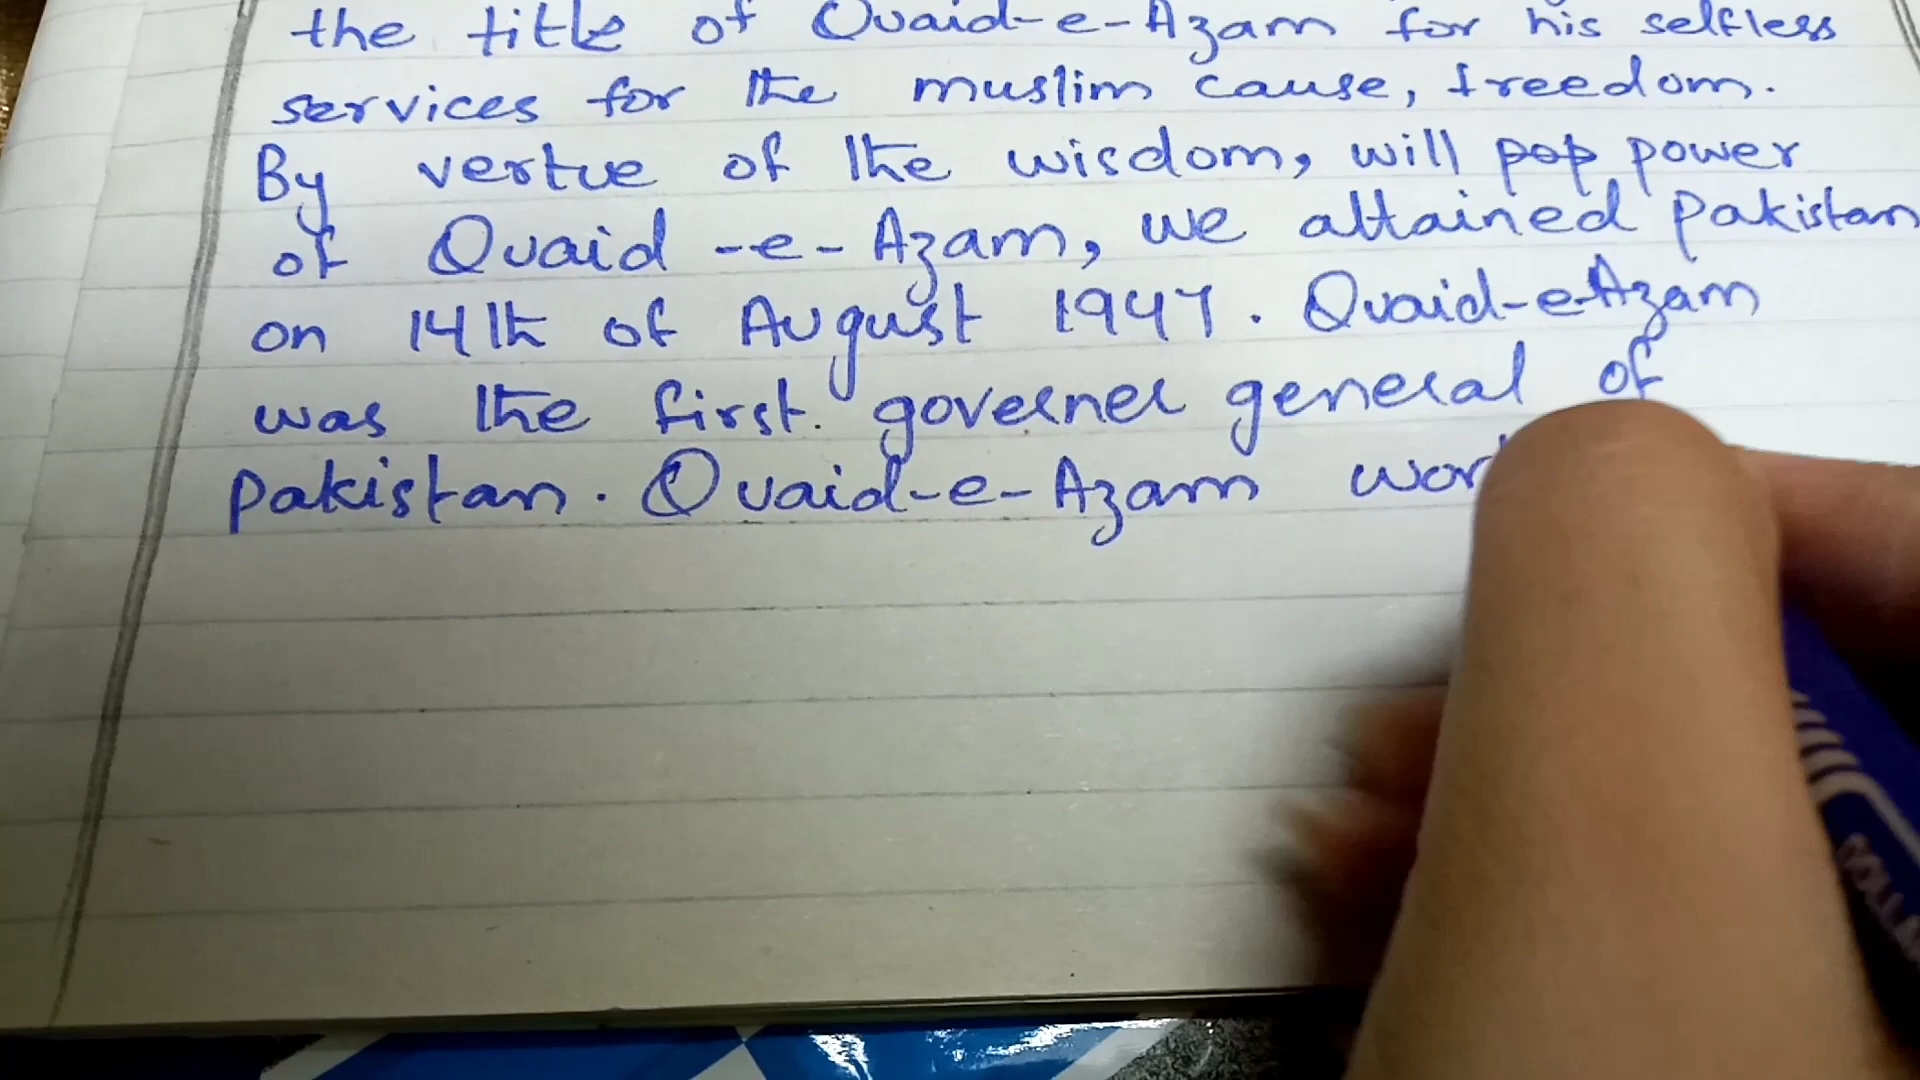 the title of Quaid-e-Azam for his selfless
services for the muslim cause, freedom.
By vertue of the wisdom, will pop power
of Quaid-e-Azam, we attained Pakistan
on 14th of August 1947. Quaid-e-Azam
was the first. governer general of
pakistan. Quaid-e-Azam wor
DOLLA